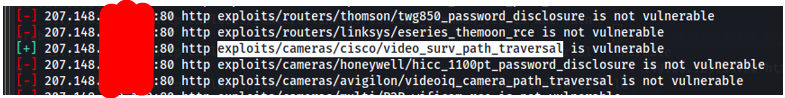 [-] 207.148. :80 http exploits/routers/thomson/twg850_password_disclosure is not vulnerable
[-] 207.148. :80 http exploits/routers/linksys/eseries_themoon_rce is not vulnerable
[+] 207.148. :80 http exploits/cameras/cisco/video_surv_path_traversal is vulnerable
[-] 207.148. :80 http exploits/cameras/honeywell/hicc_1100pt_password_disclosure is not vulnerable
[-] 207.148. :80 http exploits/cameras/avigilon/videoiq_camera_path_traversal is not vulnerable